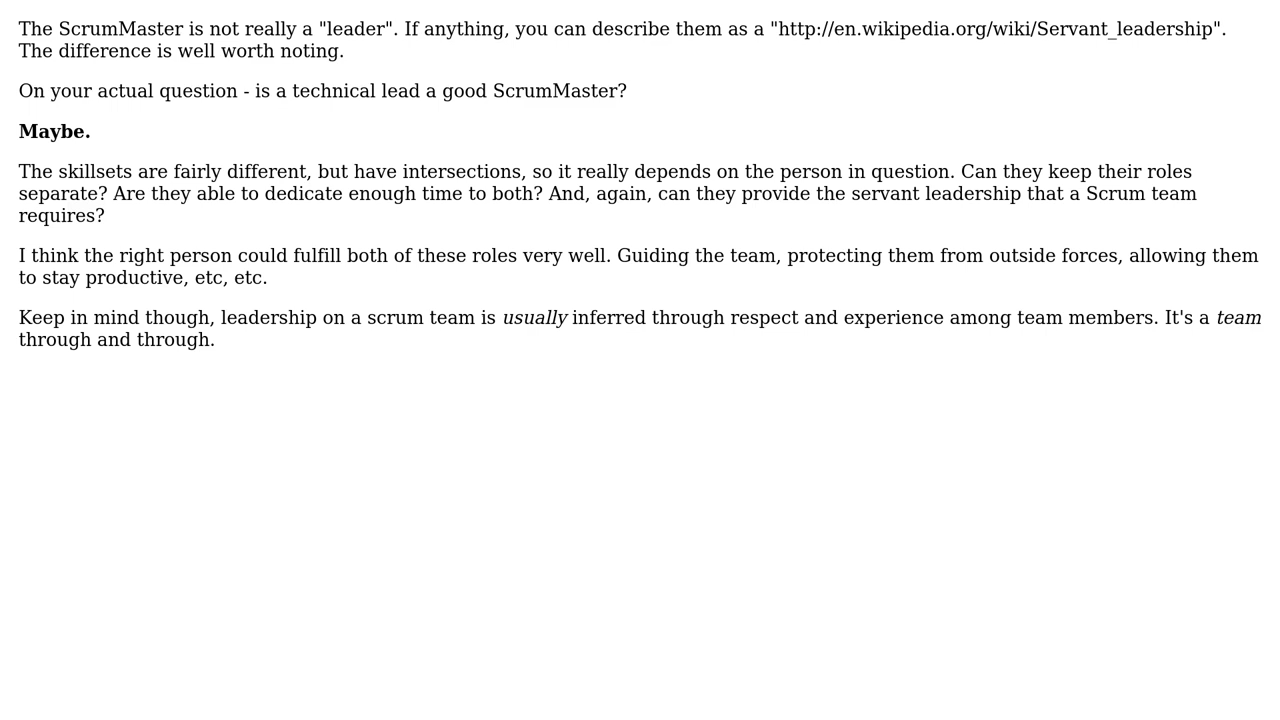 The ScrumMaster is not really a "leader". If anything, you can describe them as a "http://en.wikipedia.org/wiki/Servant_leadership".
The difference is well worth noting.
On your actual question - is a technical lead a good ScrumMaster?
Maybe.
The skillsets are fairly different, but have intersections, so it really depends on the person in question. Can they keep their roles
separate? Are they able to dedicate enough time to both? And, again, can they provide the servant leadership that a Scrum team
requires?
I think the right person could fulfill both of these roles very well. Guiding the team, protecting them from outside forces, allowing them
to stay productive, etc, etc.
Keep in mind though, leadership on a scrum team is usually inferred through respect and experience among team members. It's a team
through and through.